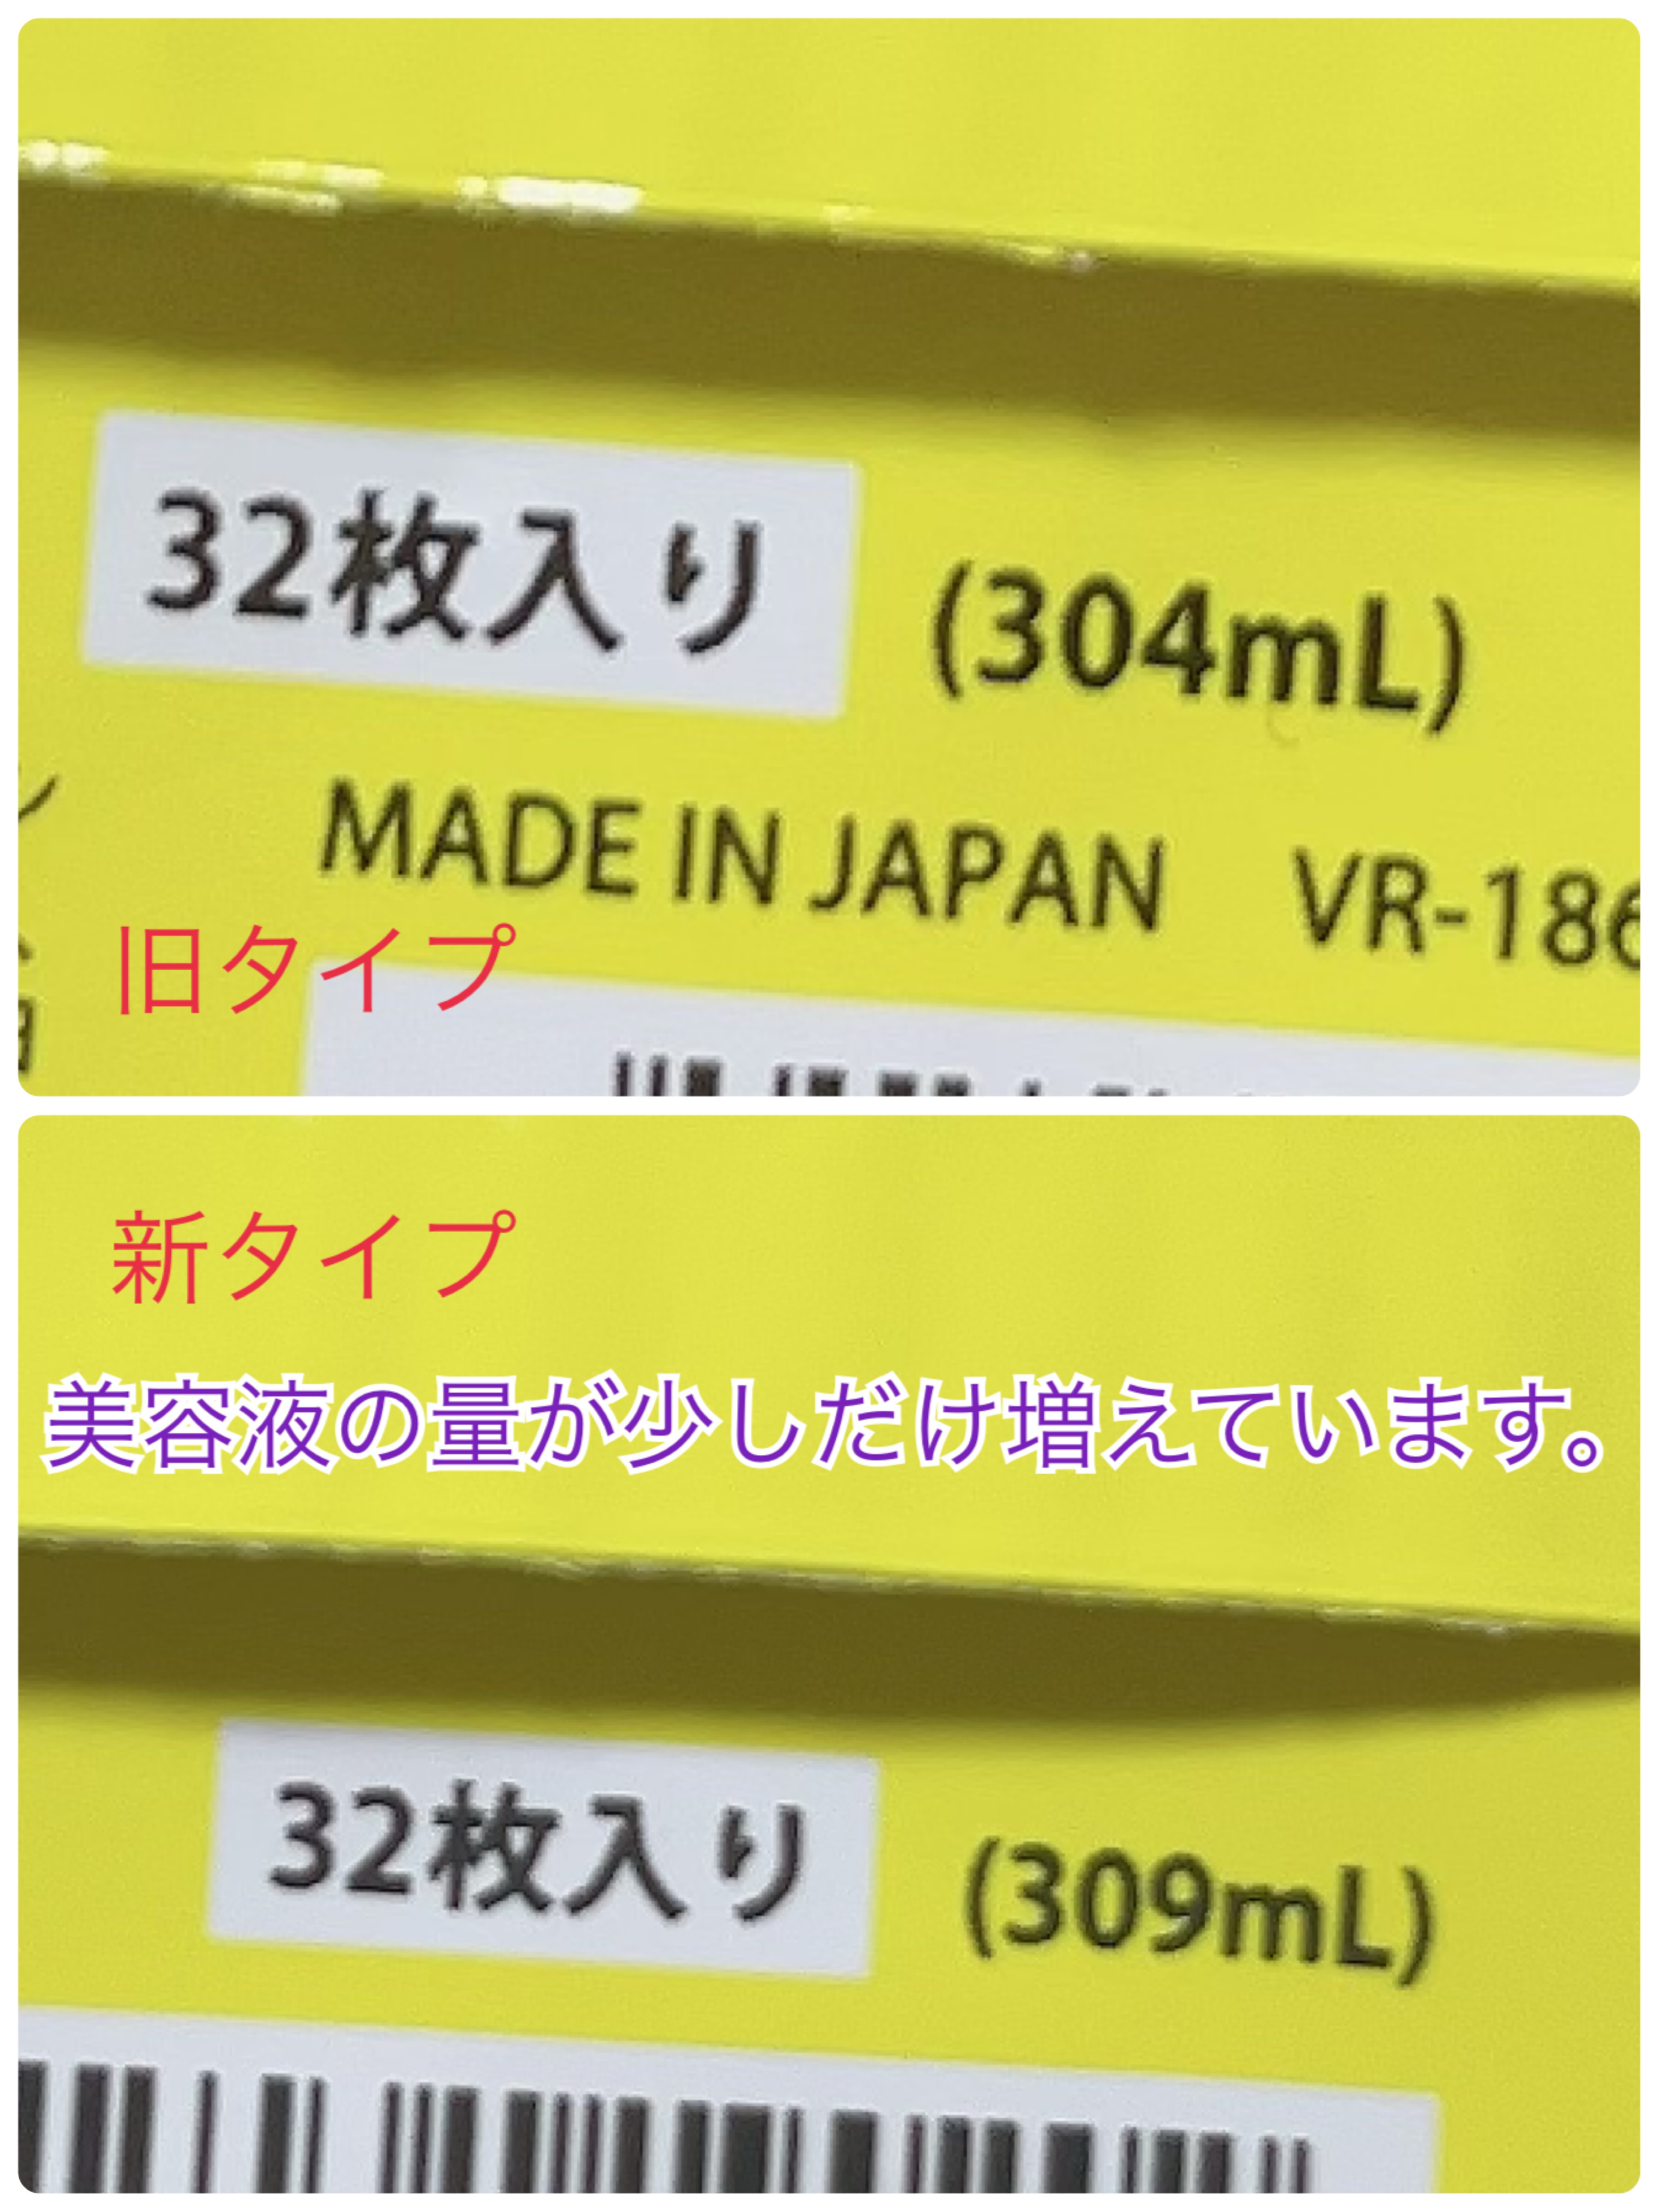 32枚入り (304mL)
MADE IN JAPAN VR-186
旧タイプ
新タイプ
美容液の量が少しだけ増えています。
32枚入り (309mL)